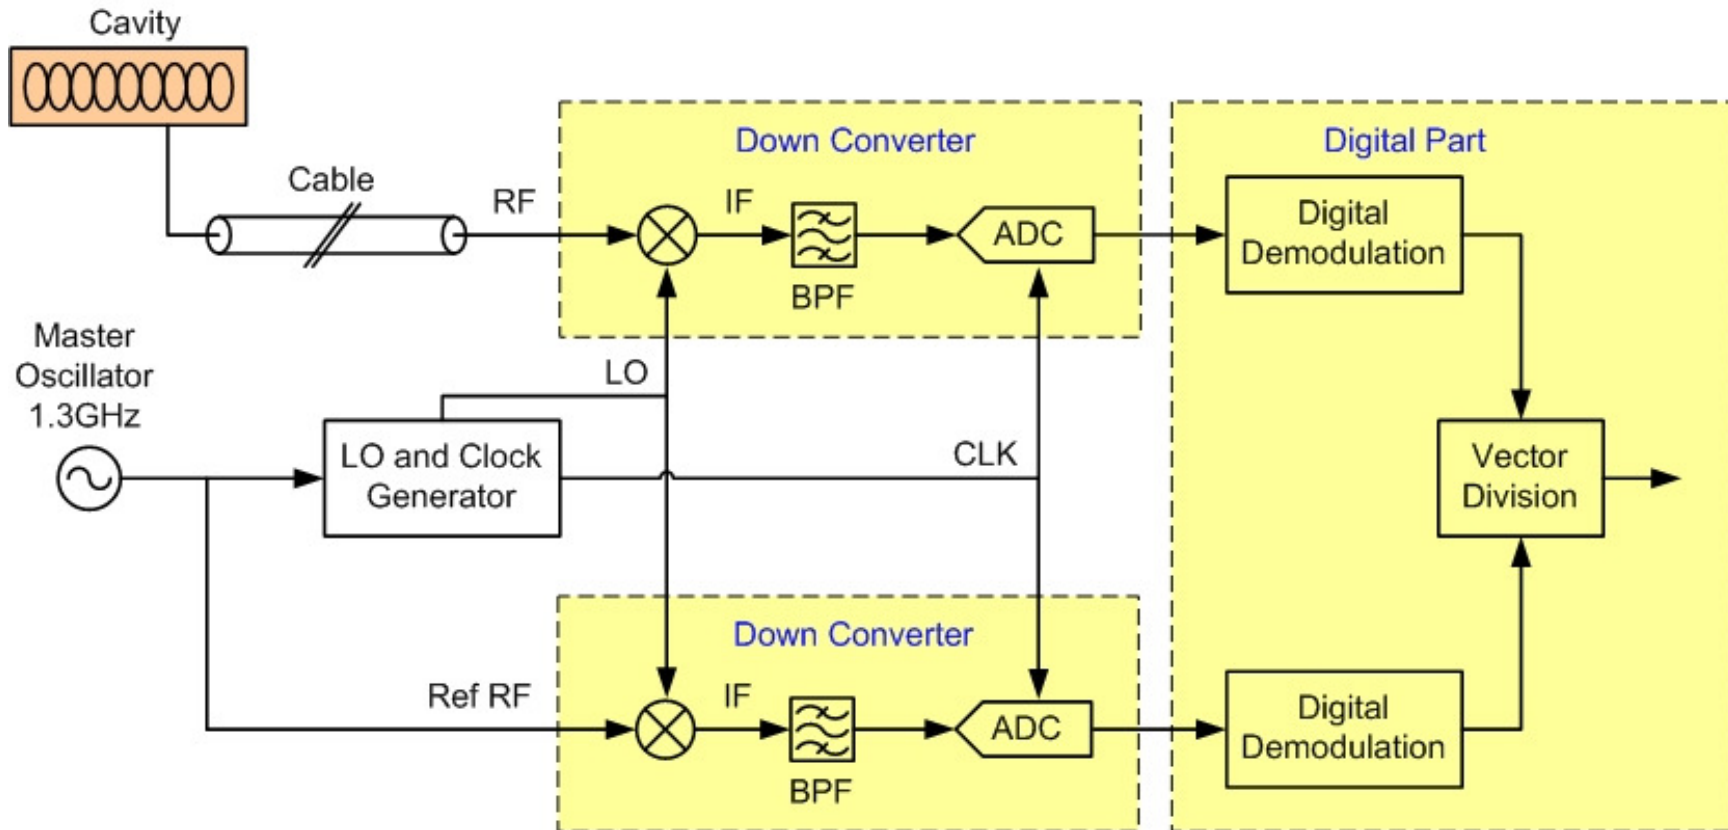 Cavity
Down Converter
Digital Part
Cable
RF
IF
ADC
BPF
Digital
Demodulation
Master
Oscillator
1.3GHz
LO
LO and Clock
Generator
CLK
Vector
Division
Down Converter
Ref RF
IF
ADC
BPF
Digital
Demodulation